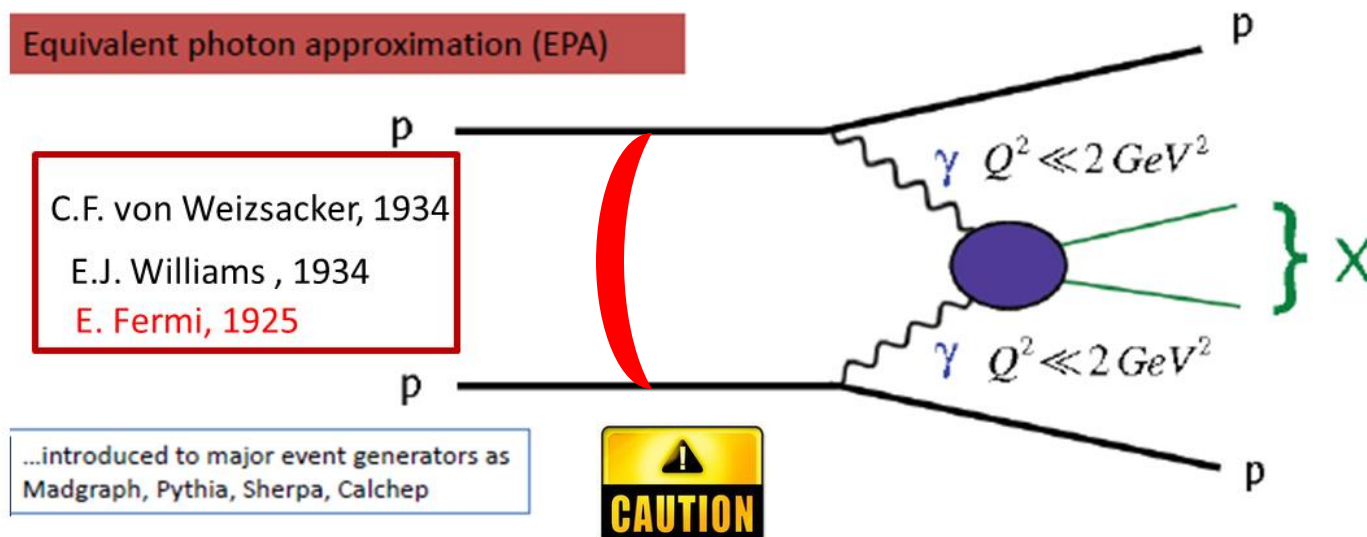 Equivalent photon approximation (EPA)
p
p
γ Q² ≪ 2 GeV²
C.F. von Weizsacker, 1934
E.J. Williams , 1934
E. Fermi, 1925
} X
γ Q² ≪ 2 GeV²
p
p
...introduced to major event generators as
Madgraph, Pythia, Sherpa, Calchep
!
CAUTION